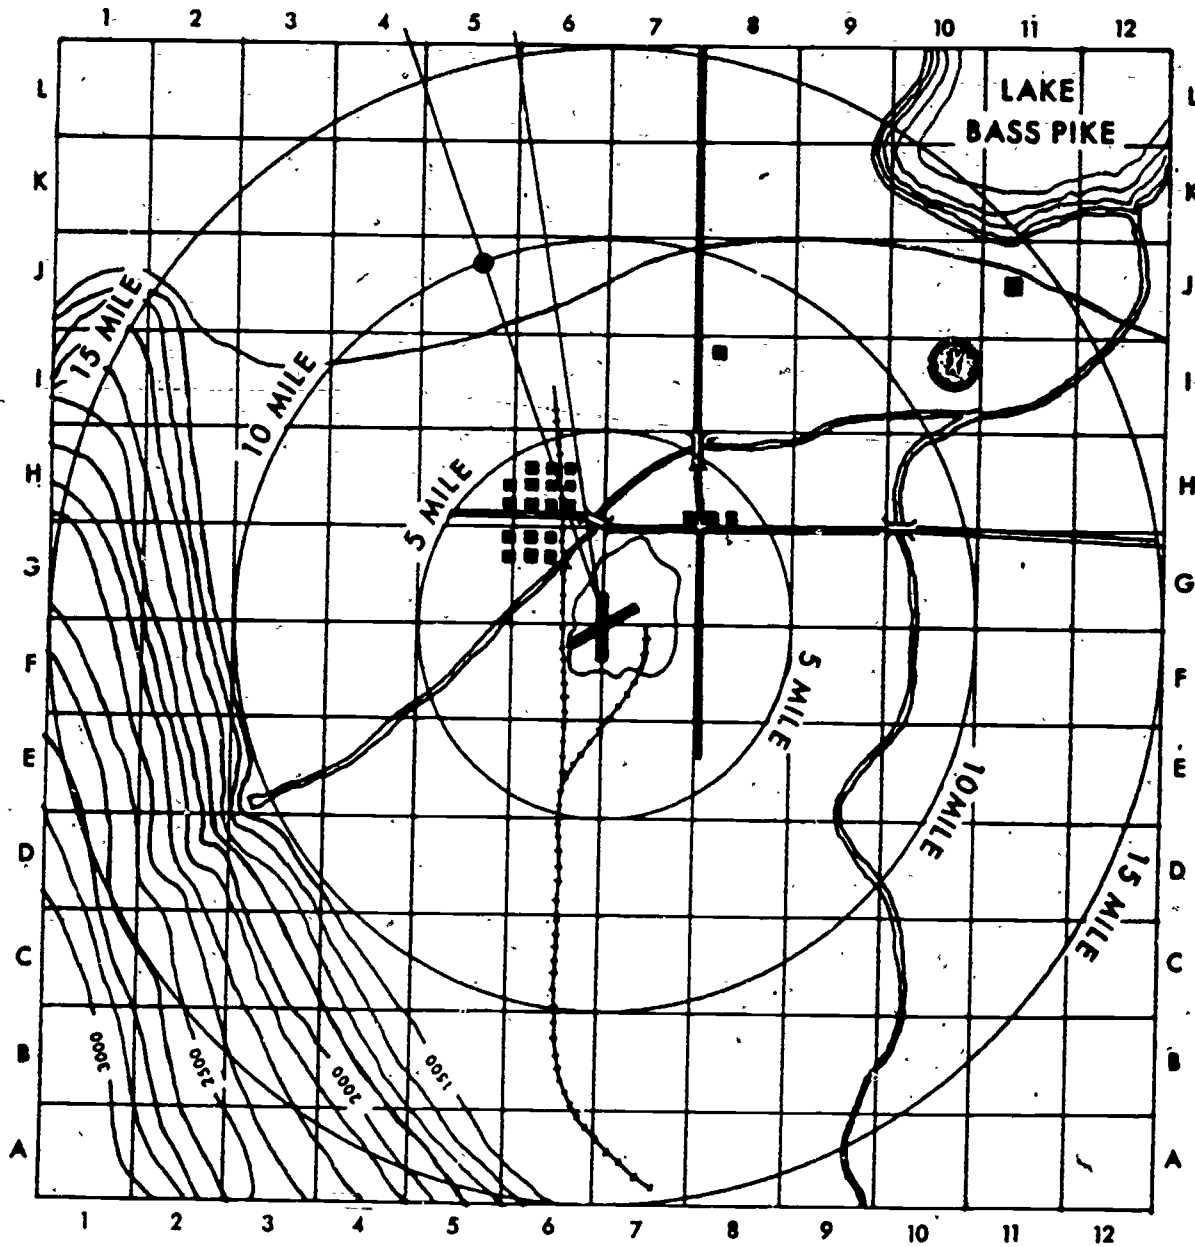 1 2 3 4 5 6 7 8 9 10 11 12
L LAKE L
BASS PIKE
K K
J J
15 MILE
I 10 MILE I
H 5 MILE H
G G
F 5 MILE F
E 10 MILE E
D 15 MILE D
C C
B 3000 2500 2000 1500 B
A A
1 2 3 4 5 6 7 8 9 10 11 12